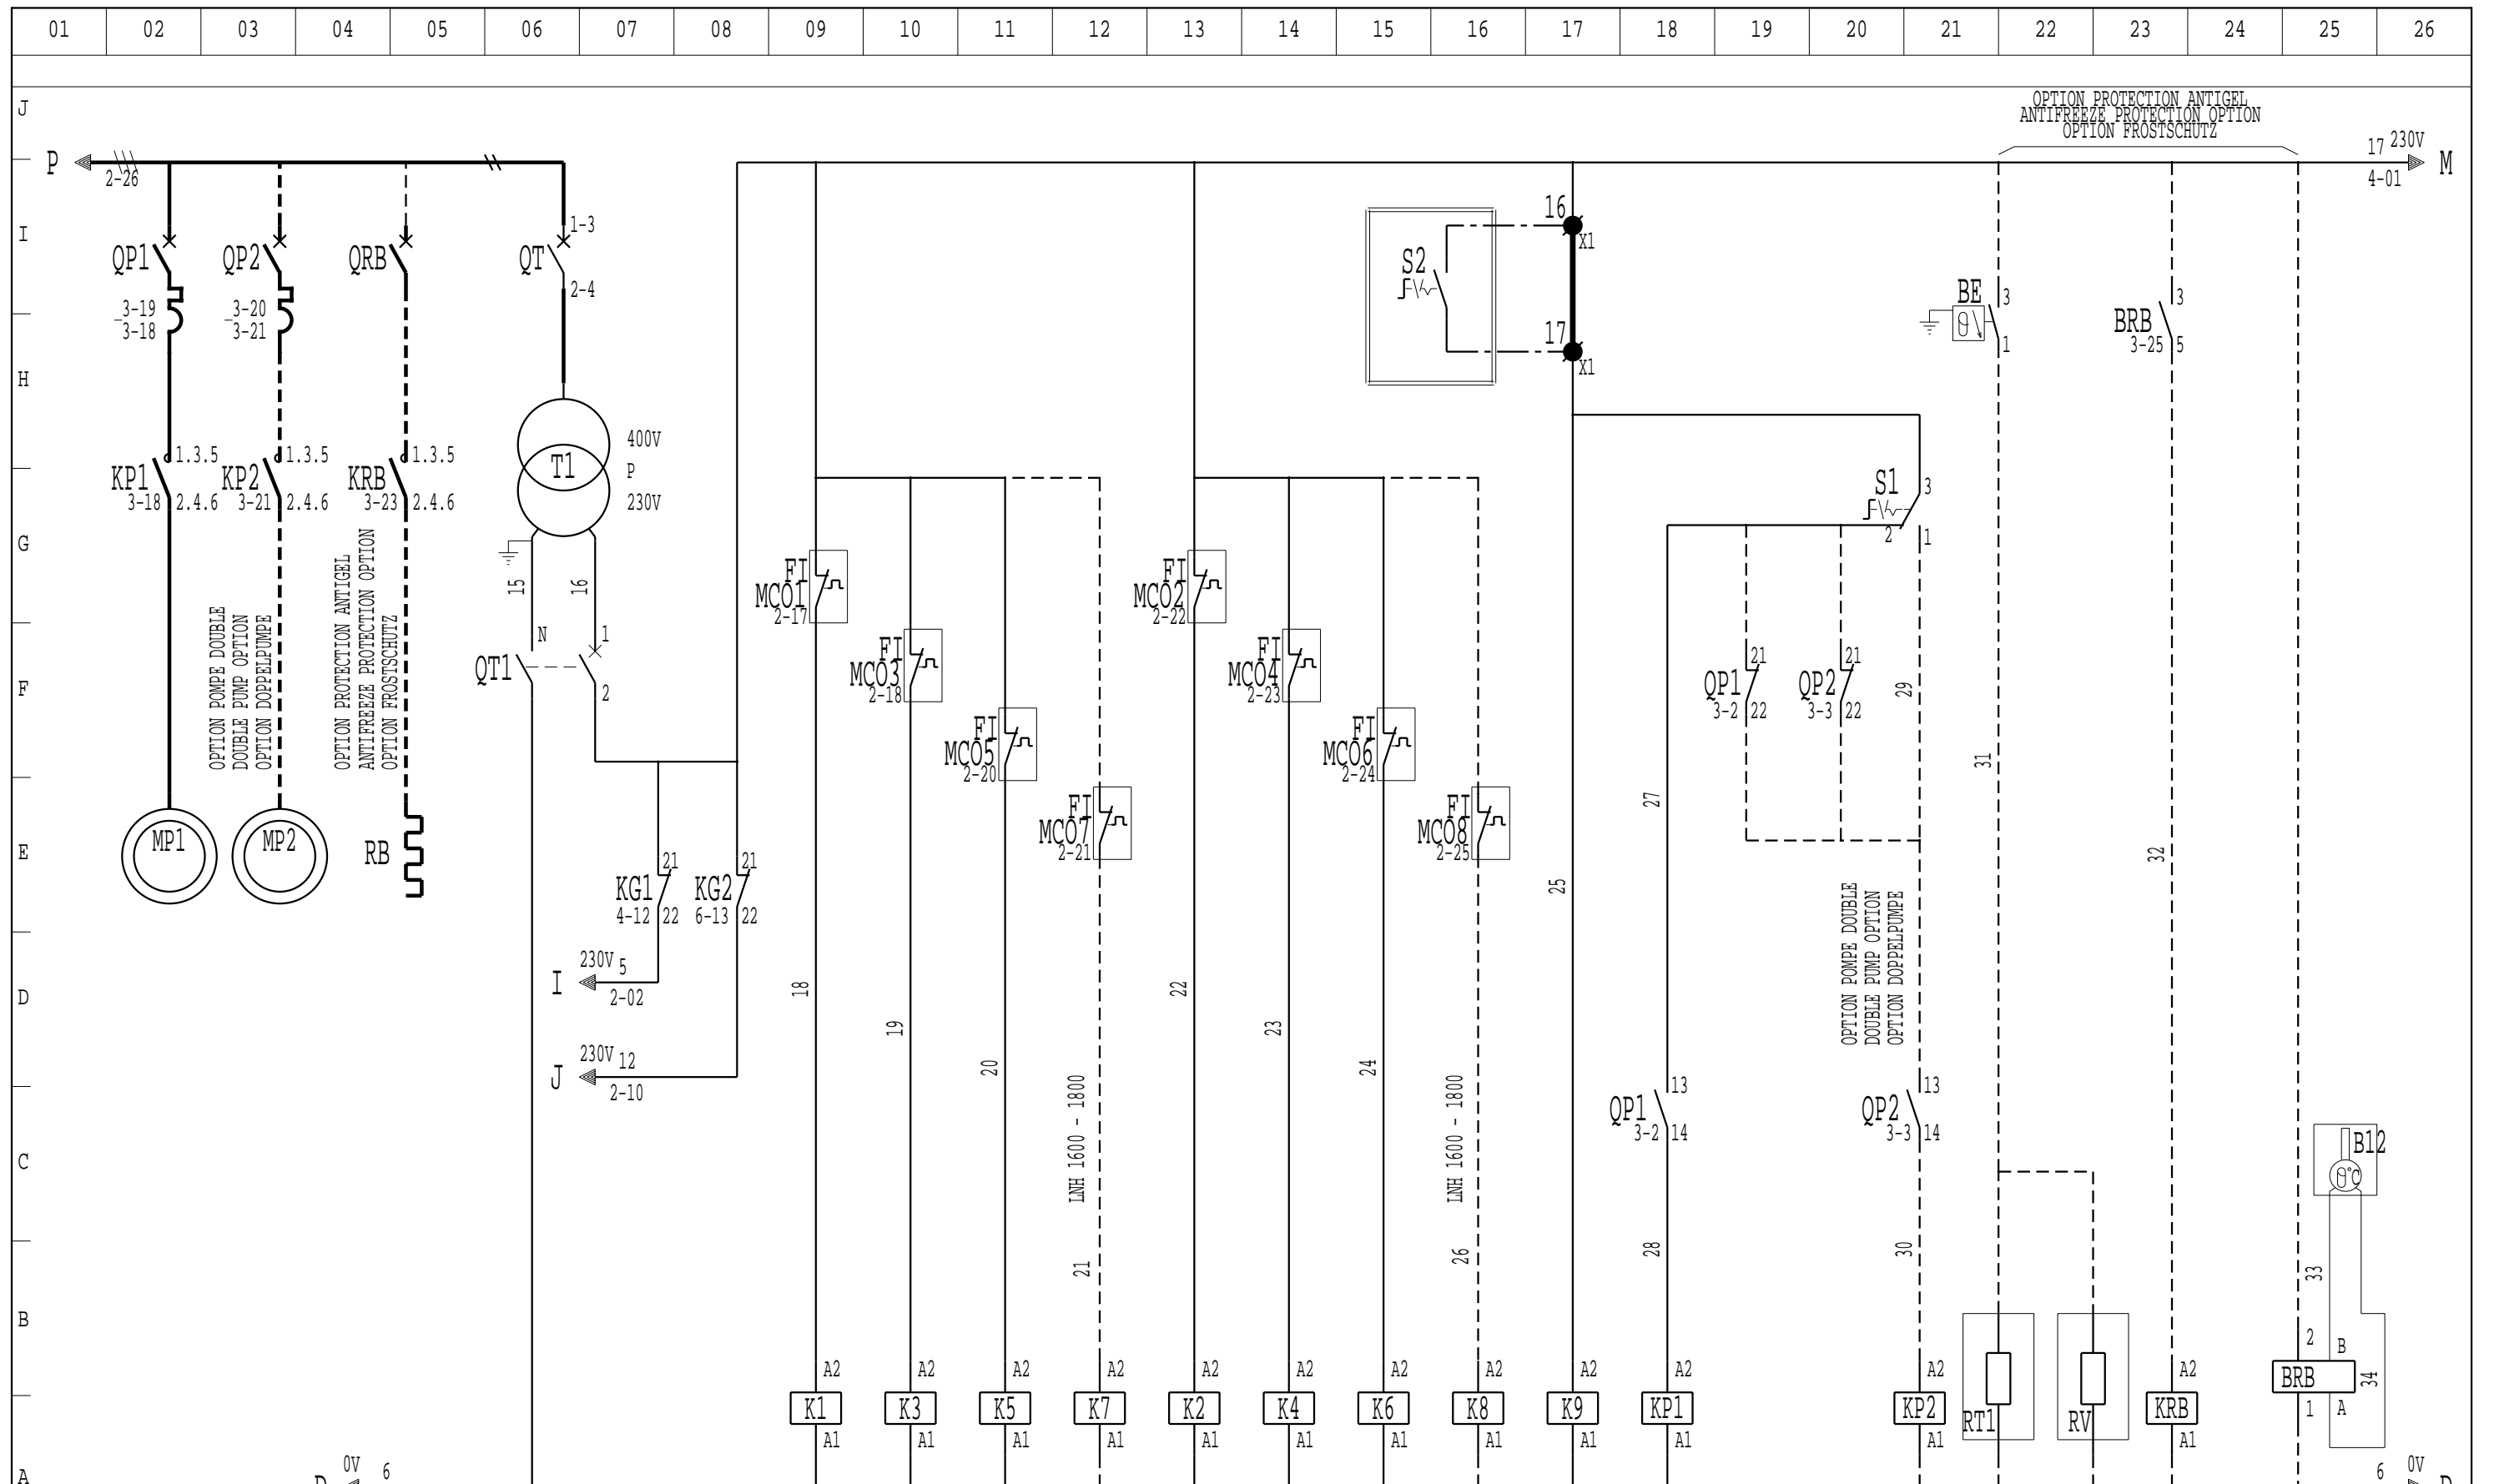 01 02 03 04 05 06 07 08 09 10 11 12 13 14 15 16 17 18 19 20 21 22 23 24 25 26
J
OPTION PROTECTION ANTIGEL
ANTIFREEZE PROTECTION OPTION
OPTION FROSTSCHUTZ
P
2-26
17 230V
4-01
M
I
QP1
3-19
3-18
QP2
3-20
3-21
QRB
QT
1-3
2-4
S2
16
X1
17
X1
BE
3
1
BRB
3-25
3
5
H
KP1
3-18
1.3.5
2.4.6
KP2
3-21
1.3.5
2.4.6
KRB
3-23
1.3.5
2.4.6
T1
400V
P
230V
S1
3
2
1
G
15
16
FI
MCO1
2-17
FI
MCO2
2-22
OPTION POMPE DOUBLE
DOUBLE PUMP OPTION
OPTION DOPPELPUMPE
OPTION PROTECTION ANTIGEL
ANTIFREEZE PROTECTION OPTION
OPTION FROSTSCHUTZ
F
QT1
N
1
2
FI
MCO3
2-18
FI
MCO4
2-23
QP1
3-2
21
22
QP2
3-3
21
22
29
FI
MCO5
2-20
FI
MCO6
2-24
31
E
MP1
MP2
RB
FI
MCO7
2-21
FI
MCO8
2-25
27
KG1
4-12
21
22
KG2
6-13
21
22
25
32
OPTION POMPE DOUBLE
DOUBLE PUMP OPTION
OPTION DOPPELPUMPE
D
I
230V 5
2-02
J
230V 12
2-10
18
19
20
22
23
24
C
LNH 1600 - 1800
LNH 1600 - 1800
QP1
3-2
13
14
QP2
3-3
13
14
B12
θ°C
B
21
26
28
30
33
2
B
A2 A2 A2 A2 A2 A2 A2 A2 A2 A2 A2 A2
K1 K3 K5 K7 K2 K4 K6 K8 K9 KP1 KP2 RT1 RV KRB BRB
34
1
A
A1 A1 A1 A1 A1 A1 A1 A1 A1 A1 A1 A1
A
0V 6
6 0V